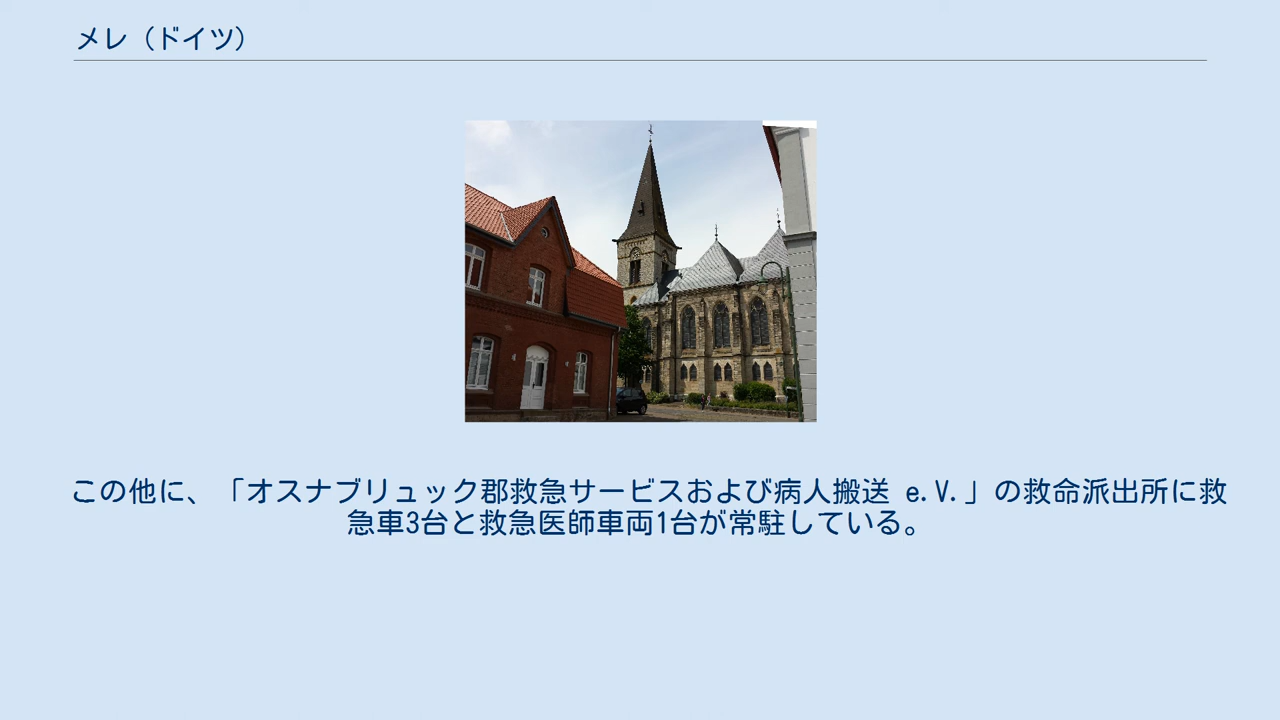 メレ（ドイツ）
この他に、「オスナブリュック郡救急サービスおよび病人搬送 e.V.」の救命派出所に救
急車3台と救急医師車両1台が常駐している。